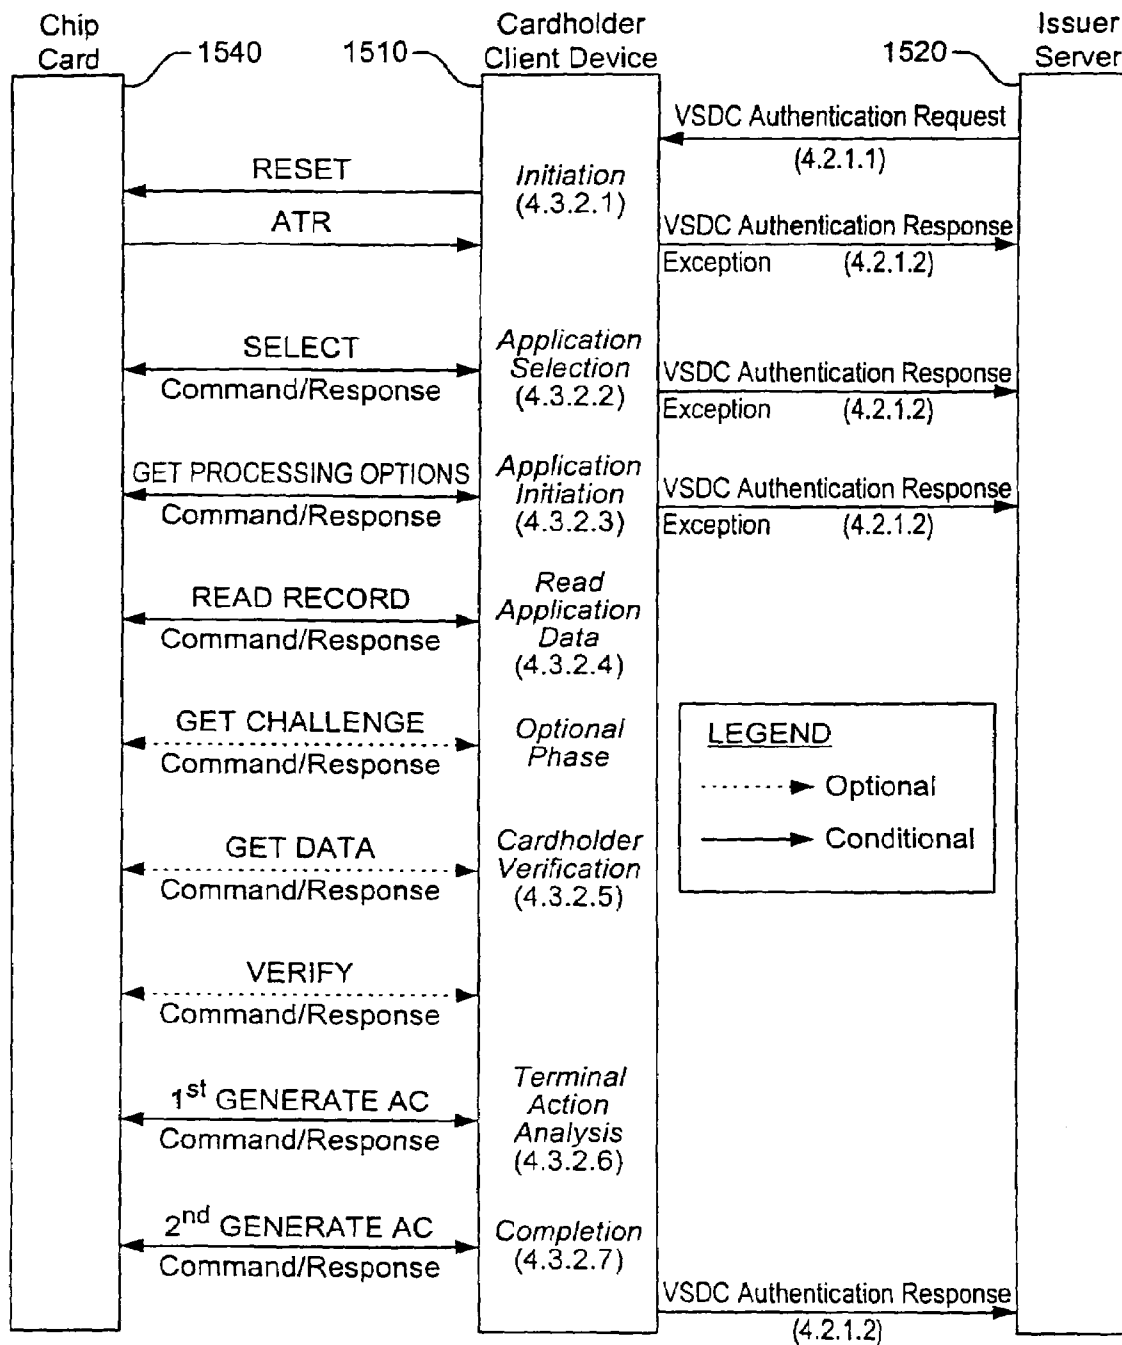 Chip
Card
1540
1510
Cardholder
Client Device
1520
Issuer
Server
VSDC Authentication Request
(4.2.1.1)
RESET
Initiation
(4.3.2.1)
ATR
VSDC Authentication Response
Exception (4.2.1.2)
SELECT
Command/Response
Application
Selection
(4.3.2.2)
VSDC Authentication Response
Exception (4.2.1.2)
GET PROCESSING OPTIONS
Command/Response
Application
Initiation
(4.3.2.3)
VSDC Authentication Response
Exception (4.2.1.2)
READ RECORD
Command/Response
Read
Application
Data
(4.3.2.4)
GET CHALLENGE
Command/Response
Optional
Phase
LEGEND
Optional
Conditional
GET DATA
Command/Response
Cardholder
Verification
(4.3.2.5)
VERIFY
Command/Response
1st GENERATE AC
Command/Response
Terminal
Action
Analysis
(4.3.2.6)
2nd GENERATE AC
Command/Response
Completion
(4.3.2.7)
VSDC Authentication Response
(4.2.1.2)